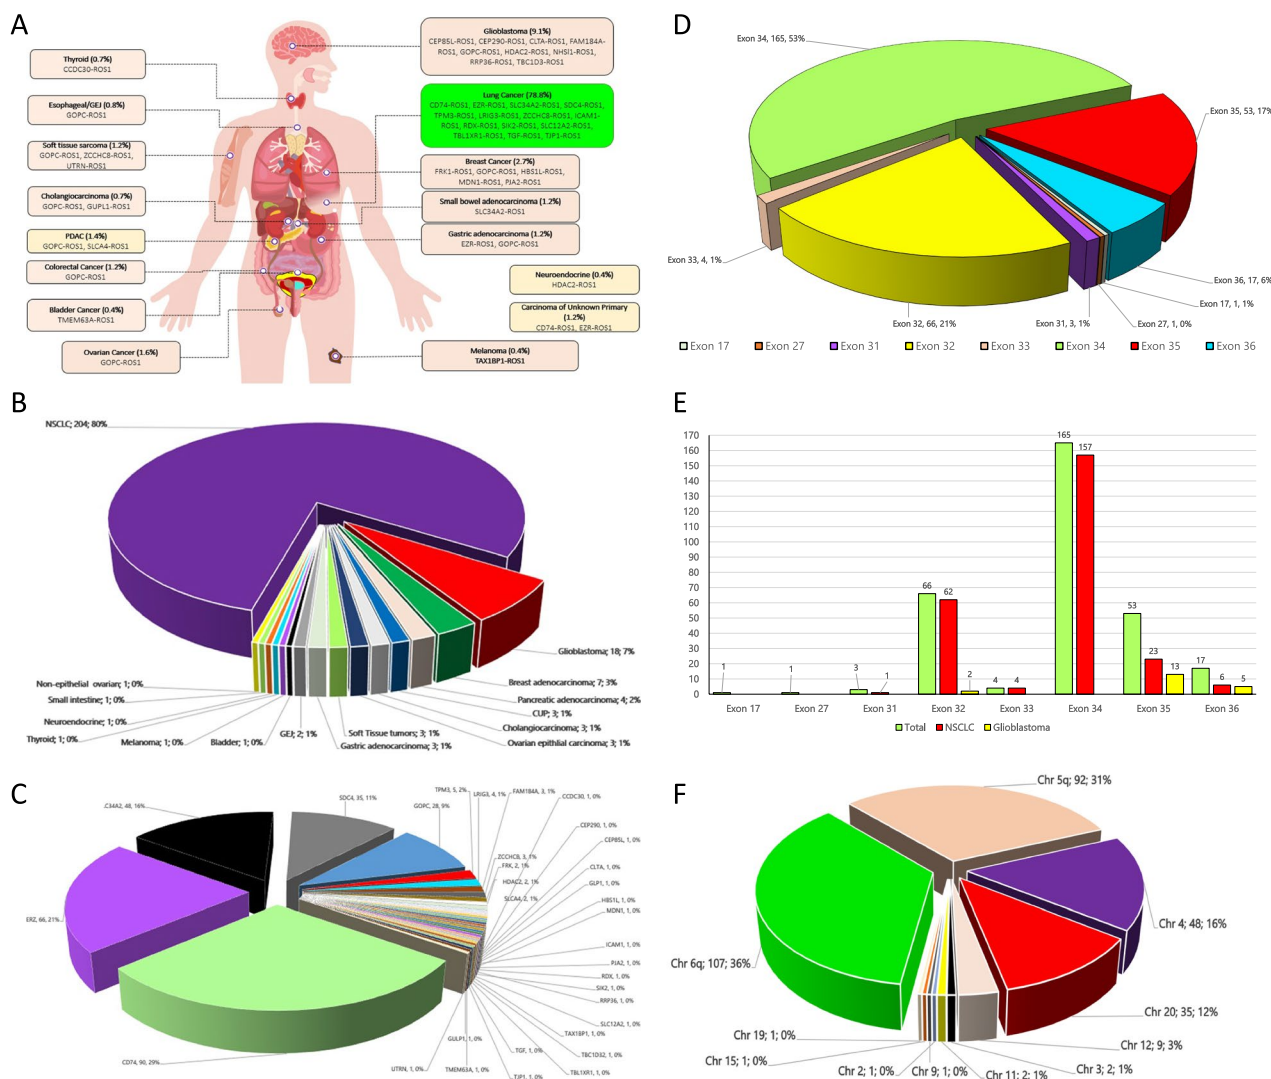 A
Thyroid (0.7%)
CCDC30-ROS1
Esophageal/GEJ (0.8%)
GOPC-ROS1
Soft tissue sarcoma (1.2%)
GOPC-ROS1, ZCCHC8-ROS1,
UTRN-ROS1
Cholangiocarcinoma (0.7%)
GOPC-ROS1, GUPL1-ROS1
PDAC (1.4%)
GOPC-ROS1, SLCA4-ROS1
Colorectal Cancer (1.2%)
GOPC-ROS1
Bladder Cancer (0.4%)
TMEM63A-ROS1
Ovarian Cancer (1.6%)
GOPC-ROS1
Glioblastoma (9.1%)
CEP85L-ROS1, CEP290-ROS1, CLTA-ROS1, FAM184A-
ROS1, GOPC-ROS1, HDAC2-ROS1, NHSl1-ROS1,
RRP36-ROS1, TBC1D3-ROS1
Lung Cancer (78,8%)
CD74-ROS1, EZR-ROS1, SLC34A2-ROS1, SDC4-ROS1,
TPM3-ROS1, LRIG3-ROS1, ZCCHC8-ROS1, ICAM1-
ROS1, RDX-ROS1, SIK2-ROS1, SLC12A2-ROS1,
TBL1XR1-ROS1, TGF-ROS1, TJP1-ROS1
Breast Cancer (2.7%)
FRK1-ROS1, GOPC-ROS1, HBS1L-ROS1,
MDN1-ROS1, PJA2-ROS1
Small bowel adenocarcinoma (1.2%)
SLC34A2-ROS1
Gastric adenocarcinoma (1.2%)
EZR-ROS1, GOPC-ROS1
Neuroendocrine (0.4%)
HDAC2-ROS1
Carcinoma of Unknown Primary
(1.2%)
CD74-ROS1, EZR-ROS1
Melanoma (0.4%)
TAX1BP1-ROS1
B
NSCLC; 204; 80%
Glioblastoma; 18; 7%
Breast adenocarcinoma; 7; 3%
Pancreatic adenocarcinoma; 4; 2%
CUP; 3; 1%
Cholangiocarcinoma; 3; 1%
Ovarian epithlial carcinoma; 3; 1%
Soft Tissue tumors; 3; 1%
Gastric adenocarcinoma; 3; 1%
GEJ; 2; 1%
Bladder; 1; 0%
Melanoma; 1; 0%
Thyroid; 1; 0%
Neuroendocrine; 1; 0%
Small intestine; 1; 0%
Non-epithelial ovarian; 1; 0%
C
.C34A2, 48, 16%
SDC4, 35, 11%
GOPC, 28, 9%
TPM3, 5, 2%
LRIG3, 4, 1%
FAM184A, 3, 1%
CCDC30, 1, 0%
CEP290, 1, 0%
CEP85L, 1, 0%
ZCCHCB, 3, 1%
FRK, 2, 1%
CLTA, 1, 0%
HDAC2, 2, 1%
GLP1, 1, 0%
SLCA4, 2, 1%
HBS1L, 1, 0%
MDN1, 1, 0%
ICAM1, 1, 0%
PJA2, 1, 0%
RDX, 1, 0%
SIK2, 1, 0%
RRP36, 1, 0%
SLC12A2, 1, 0%
TAX1BP1, 1, 0%
TBC1D32, 1, 0%
TBL1XR1, 1, 0%
TGF, 1, 0%
TJP1, 1, 0%
GULP1, 1, 0%
TMEM63A, 1, 0%
UTRN, 1, 0%
CD74, 90, 29%
ERZ, 66, 21%
D
Exon 34, 165, 53%
Exon 35, 53, 17%
Exon 36, 17, 6%
Exon 17, 1, 1%
Exon 27, 1, 0%
Exon 31, 3, 1%
Exon 32, 66, 21%
Exon 33, 4, 1%
Exon 17 Exon 27 Exon 31 Exon 32 Exon 33 Exon 34 Exon 35 Exon 36
E
170
160
150
140
130
120
110
100
90
80
70
60
50
40
30
20
10
0
1 1 3 1 66 62 2 4 4 165 157 53 23 13 17 6 5
Exon 17 Exon 27 Exon 31 Exon 32 Exon 33 Exon 34 Exon 35 Exon 36
Total NSCLC Glioblastoma
F
Chr 5q; 92; 31%
Chr 4; 48; 16%
Chr 20; 35; 12%
Chr 12; 9; 3%
Chr 3; 2; 1%
Chr 11; 2; 1%
Chr 9; 1; 0%
Chr 2; 1; 0%
Chr 15; 1; 0%
Chr 19; 1; 0%
Chr 6q; 107; 36%